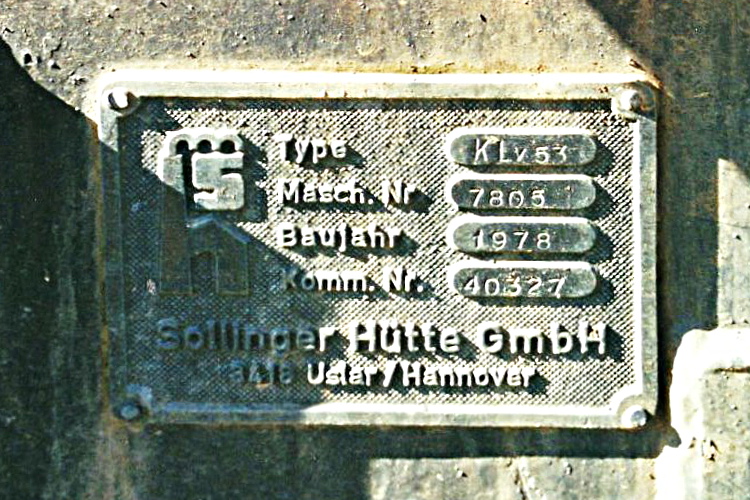 Type KLv53
Masch. Nr 7805
Baujahr 1978
Komm. Nr. 40327
Sollinger Hütte GmbH
3418 Uslar/Hannover